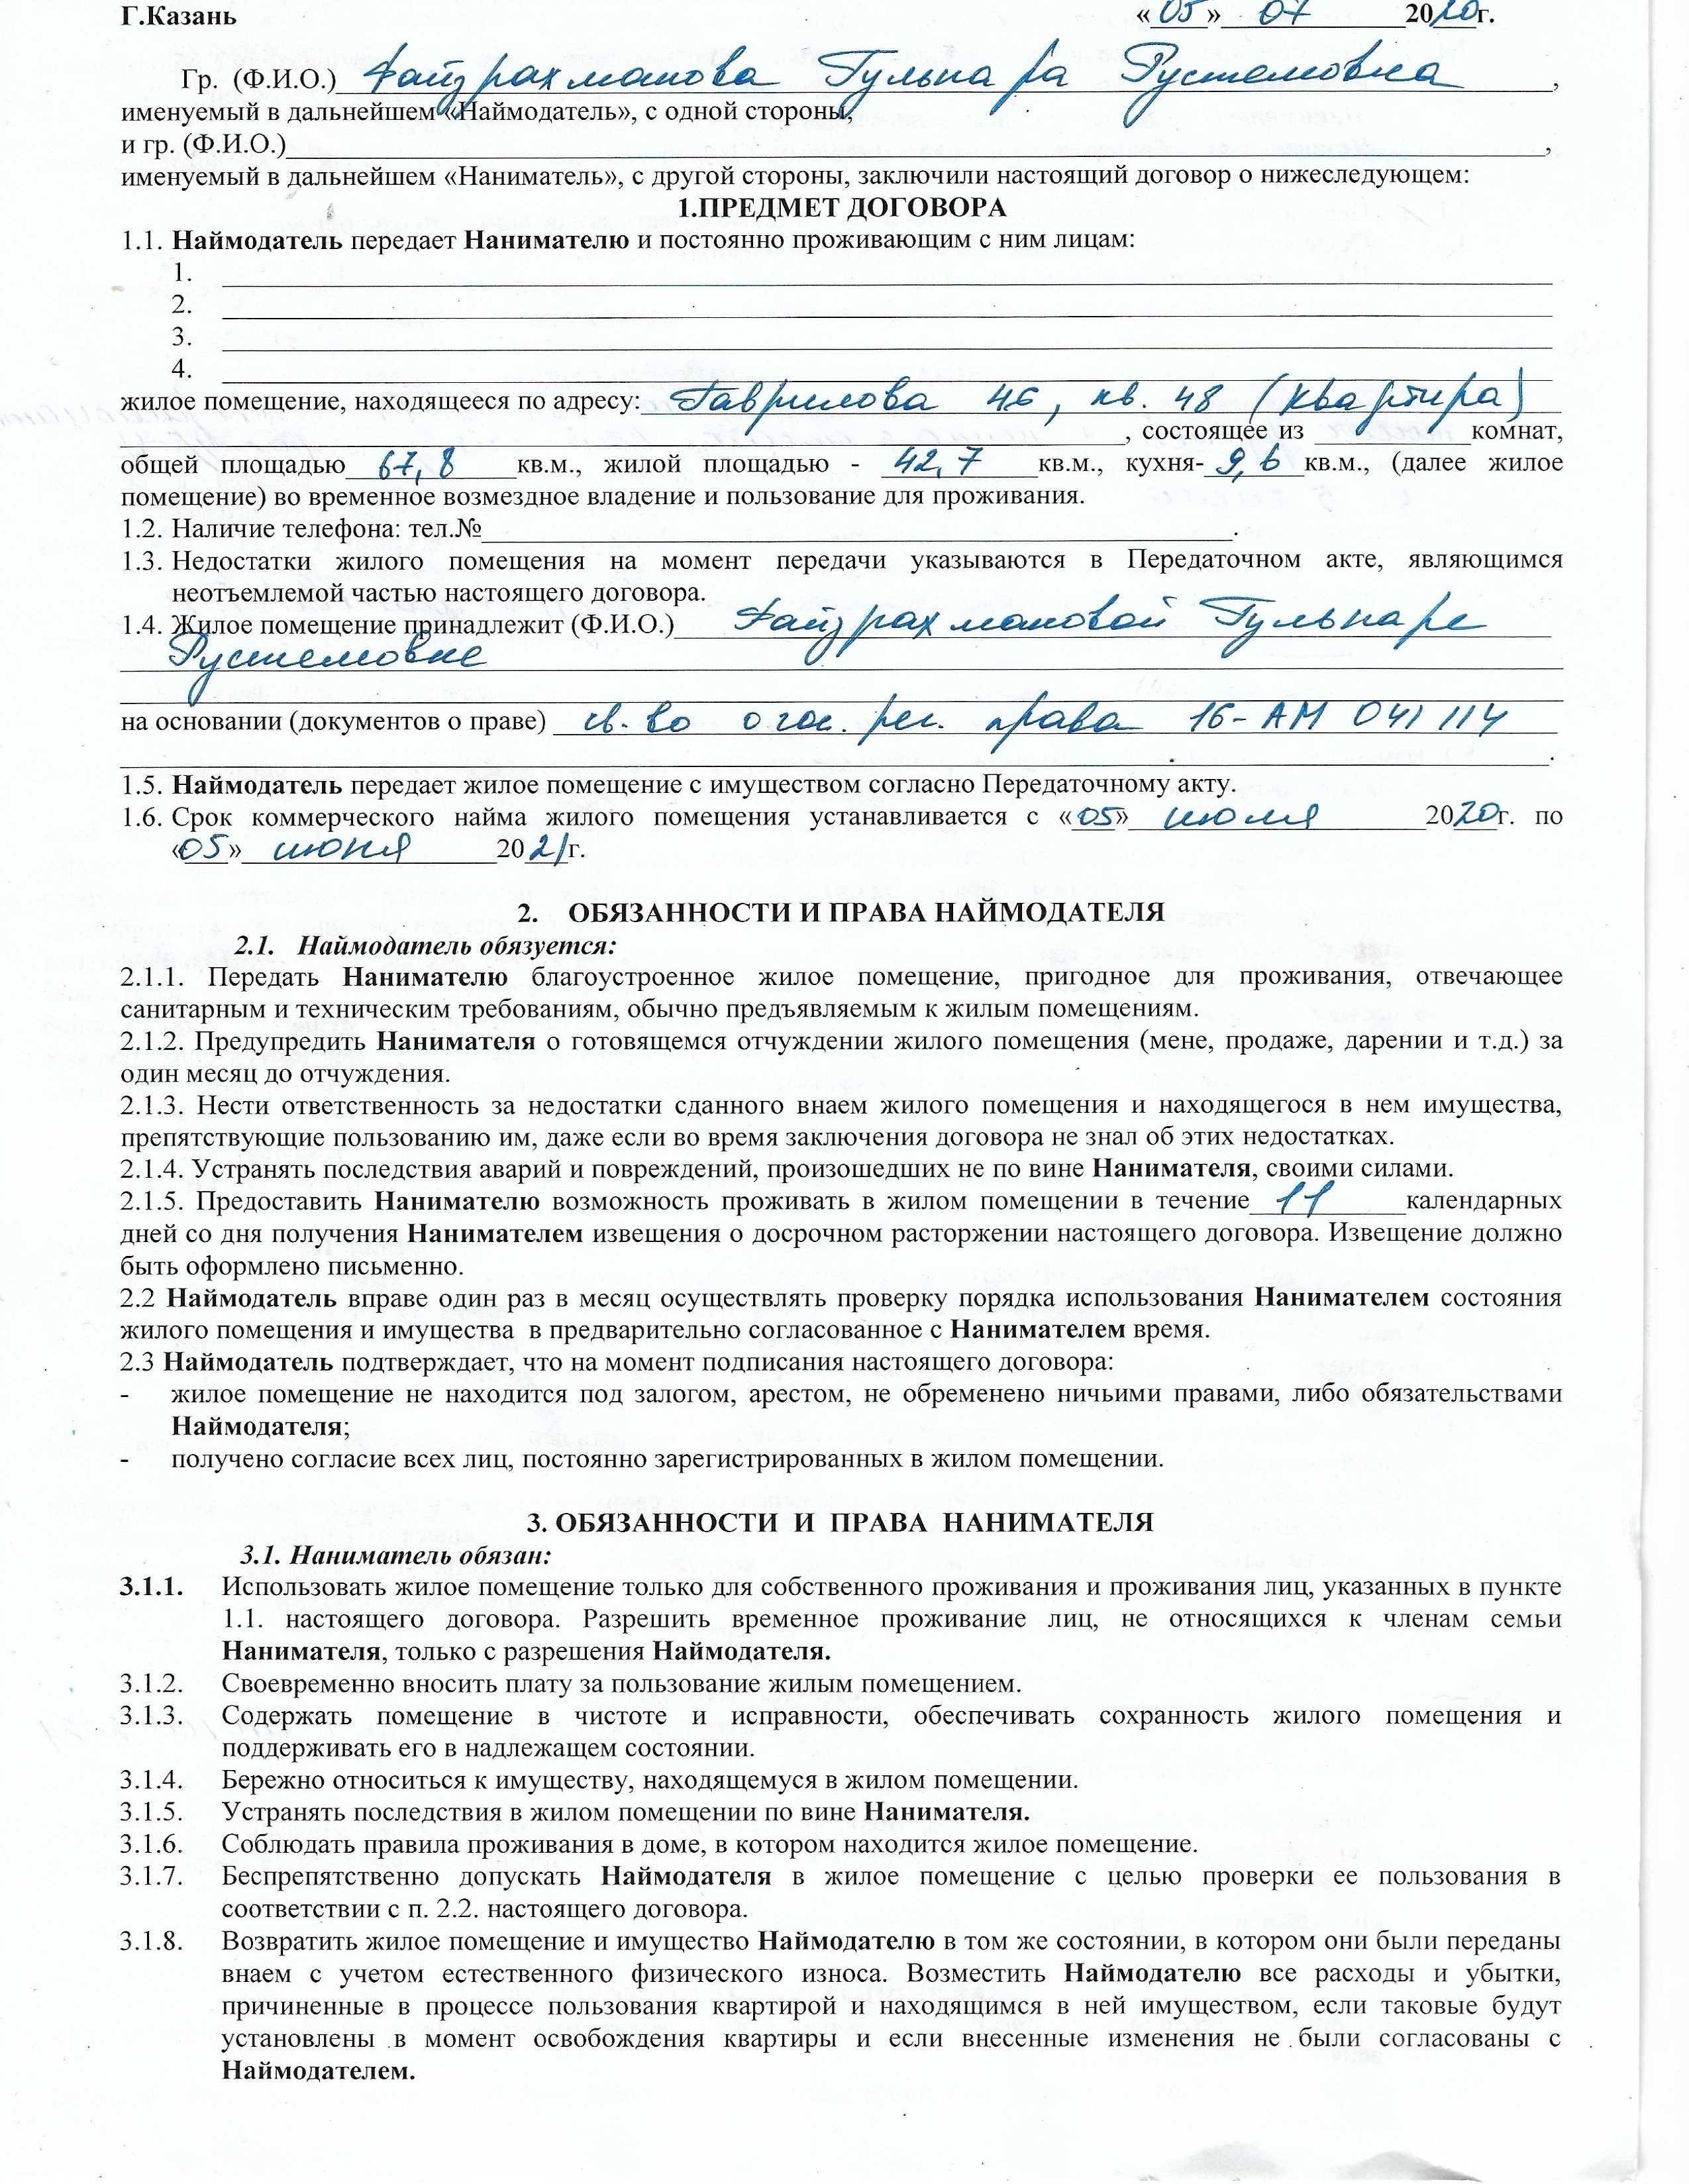 Г.Казань «05» 07 2020г.
Гр. (Ф.И.О.) Файзрахманова Гульнара Рустемовна,
именуемый в дальнейшем «Наймодатель», с одной стороны,
и гр. (Ф.И.О.)____,
именуемый в дальнейшем «Наниматель», с другой стороны, заключили настоящий договор о нижеследующем:
1.ПРЕДМЕТ ДОГОВОРА
1.1. Наймодатель передает Нанимателю и постоянно проживающим с ним лицам:
1.
2.
3.
4.
жилое помещение, находящееся по адресу: Гаврилова 46, кв. 48 (квартира)
____, состоящее из ____комнат,
общей площадью 67,8 кв.м., жилой площадью - 42,7 кв.м., кухня- 9,6 кв.м., (далее жилое
помещение) во временное возмездное владение и пользование для проживания.
1.2. Наличие телефона: тел.№____.
1.3. Недостатки жилого помещения на момент передачи указываются в Передаточном акте, являющимся
неотъемлемой частью настоящего договора.
1.4. Жилое помещение принадлежит (Ф.И.О.) Файзрахмановой Гульнаре
Рустемовне
на основании (документов о праве) св. во о гос. рег. права 16-АМ 041114
.
1.5. Наймодатель передает жилое помещение с имуществом согласно Передаточному акту.
1.6. Срок коммерческого найма жилого помещения устанавливается с «05» июля 2020г. по
«05» июня 2021г.
2. ОБЯЗАННОСТИ И ПРАВА НАЙМОДАТЕЛЯ
2.1. Наймодатель обязуется:
2.1.1. Передать Нанимателю благоустроенное жилое помещение, пригодное для проживания, отвечающее
санитарным и техническим требованиям, обычно предъявляемым к жилым помещениям.
2.1.2. Предупредить Нанимателя о готовящемся отчуждении жилого помещения (мене, продаже, дарении и т.д.) за
один месяц до отчуждения.
2.1.3. Нести ответственность за недостатки сданного внаем жилого помещения и находящегося в нем имущества,
препятствующие пользованию им, даже если во время заключения договора не знал об этих недостатках.
2.1.4. Устранять последствия аварий и повреждений, произошедших не по вине Нанимателя, своими силами.
2.1.5. Предоставить Нанимателю возможность проживать в жилом помещении в течение 11 календарных
дней со дня получения Нанимателем извещения о досрочном расторжении настоящего договора. Извещение должно
быть оформлено письменно.
2.2 Наймодатель вправе один раз в месяц осуществлять проверку порядка использования Нанимателем состояния
жилого помещения и имущества в предварительно согласованное с Нанимателем время.
2.3 Наймодатель подтверждает, что на момент подписания настоящего договора:
- жилое помещение не находится под залогом, арестом, не обременено ничьими правами, либо обязательствами
Наймодателя;
- получено согласие всех лиц, постоянно зарегистрированных в жилом помещении.
3. ОБЯЗАННОСТИ И ПРАВА НАНИМАТЕЛЯ
3.1. Наниматель обязан:
3.1.1. Использовать жилое помещение только для собственного проживания и проживания лиц, указанных в пункте
1.1. настоящего договора. Разрешить временное проживание лиц, не относящихся к членам семьи
Нанимателя, только с разрешения Наймодателя.
3.1.2. Своевременно вносить плату за пользование жилым помещением.
3.1.3. Содержать помещение в чистоте и исправности, обеспечивать сохранность жилого помещения и
поддерживать его в надлежащем состоянии.
3.1.4. Бережно относиться к имуществу, находящемуся в жилом помещении.
3.1.5. Устранять последствия в жилом помещении по вине Нанимателя.
3.1.6. Соблюдать правила проживания в доме, в котором находится жилое помещение.
3.1.7. Беспрепятственно допускать Наймодателя в жилое помещение с целью проверки ее пользования в
соответствии с п. 2.2. настоящего договора.
3.1.8. Возвратить жилое помещение и имущество Наймодателю в том же состоянии, в котором они были переданы
внаем с учетом естественного физического износа. Возместить Наймодателю все расходы и убытки,
причиненные в процессе пользования квартирой и находящимся в ней имуществом, если таковые будут
установлены в момент освобождения квартиры и если внесенные изменения не были согласованы с
Наймодателем.